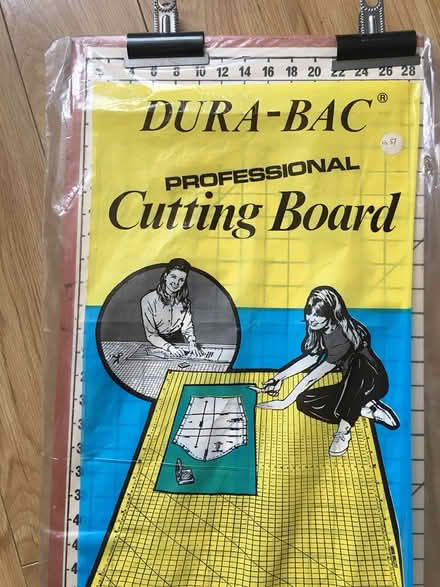 4 6 8 10 12 14 16 18 20 22 24 26 28
DURA-BAC®
PROFESSIONAL
Cutting Board